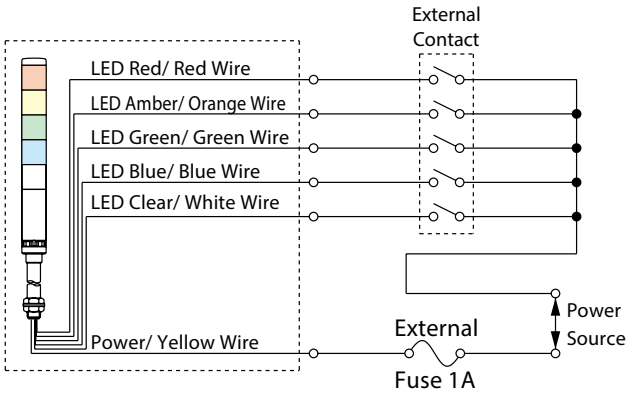 External
Contact
LED Red/ Red Wire
LED Amber/ Orange Wire
LED Green/ Green Wire
LED Blue/ Blue Wire
LED Clear/ White Wire
Power
Source
Power/ Yellow Wire
External
Fuse 1A